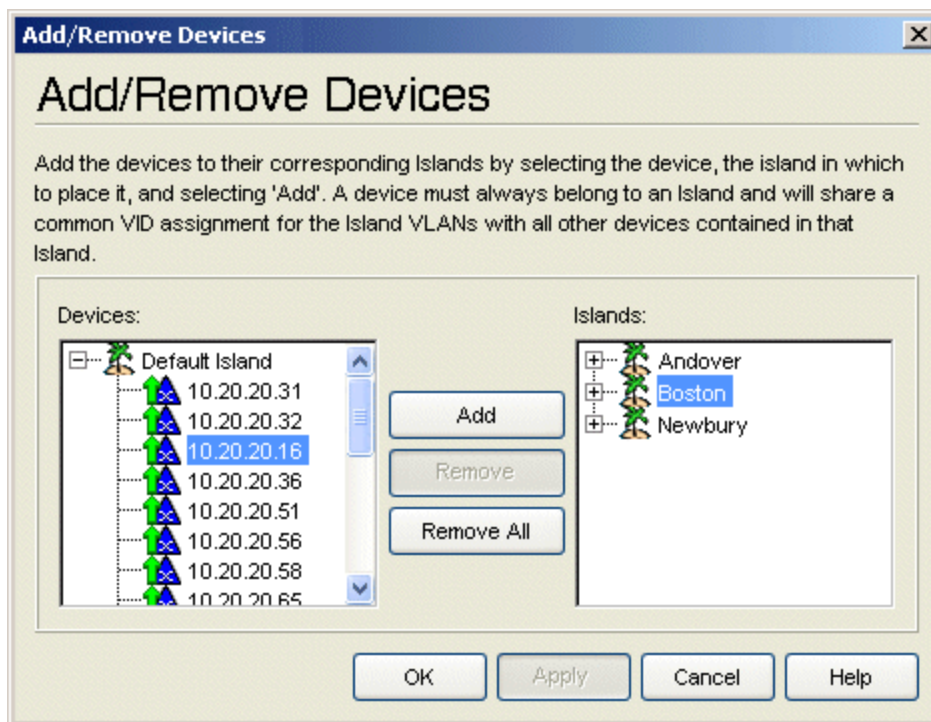 Add/Remove Devices
Add/Remove Devices
Add the devices to their corresponding Islands by selecting the device, the island in which
to place it, and selecting 'Add'. A device must always belong to an Island and will share a
common VID assignment for the Island VLANs with all other devices contained in that
Island.
Devices:
Default Island
10.20.20.31
10.20.20.32
10.20.20.16
10.20.20.36
10.20.20.51
10.20.20.56
10.20.20.58
10.20.20.65
Add
Remove
Remove All
Islands:
Andover
Boston
Newbury
OK
Apply
Cancel
Help